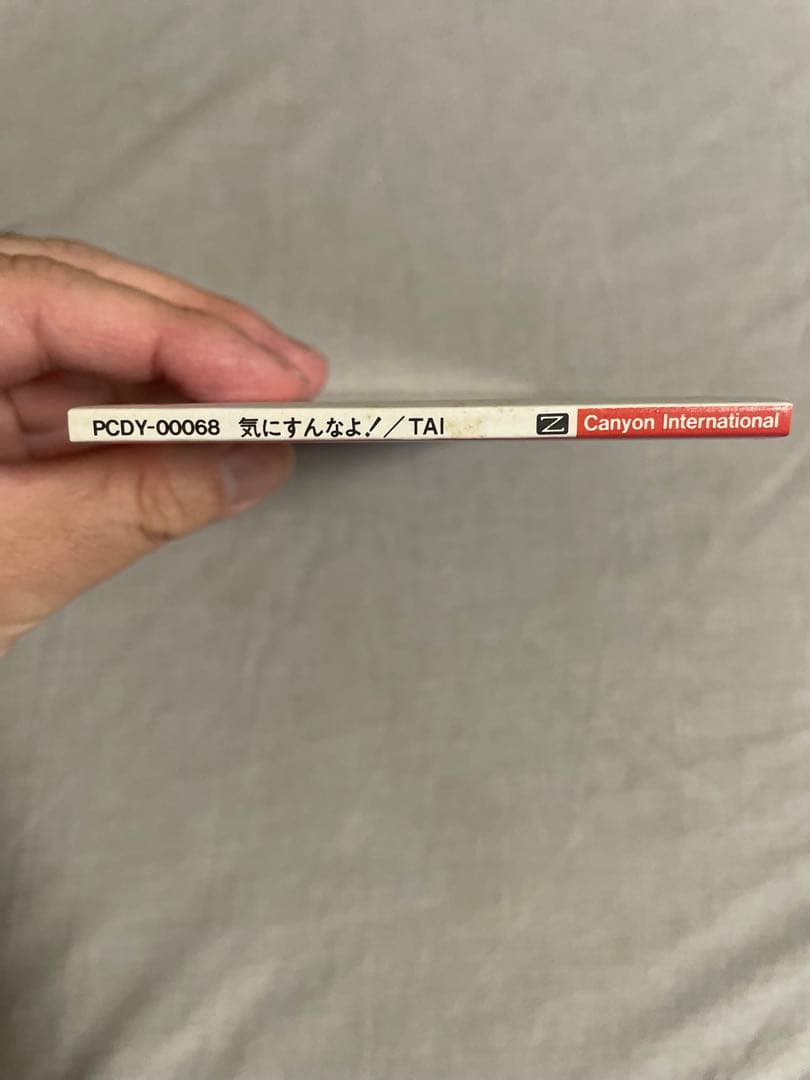 PCDY-00068 気にすんなよ!/TAI Z Canyon International